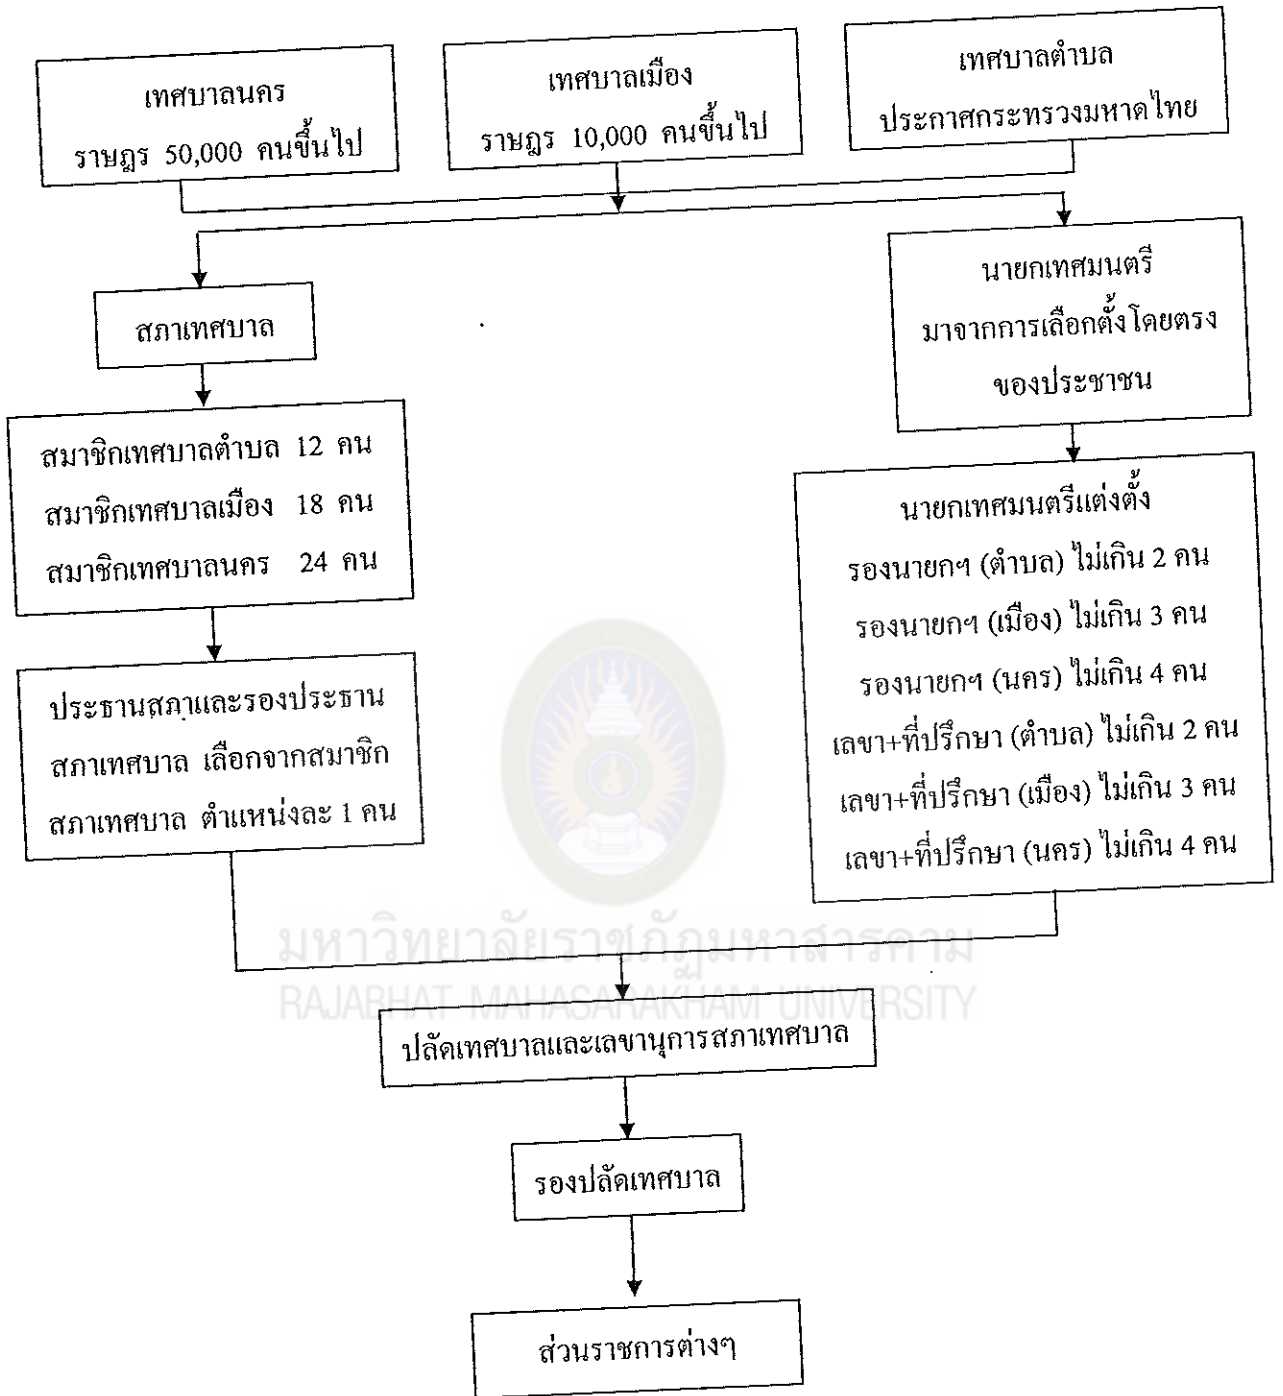 เทศบาลนคร
ราษฎร 50,000 คนขึ้นไป
เทศบาลเมือง
ราษฎร 10,000 คนขึ้นไป
เทศบาลตำบล
ประกาศกระทรวงมหาดไทย
สภาเทศบาล
สมาชิกเทศบาลตำบล 12 คน
สมาชิกเทศบาลเมือง 18 คน
สมาชิกเทศบาลนคร 24 คน
ประธานสภาและรองประธาน
สภาเทศบาล เลือกจากสมาชิก
สภาเทศบาล ตำแหน่งละ 1 คน
นายกเทศมนตรี
มาจากการเลือกตั้งโดยตรง
ของประชาชน
นายกเทศมนตรีแต่งตั้ง
รองนายกฯ (ตำบล) ไม่เกิน 2 คน
รองนายกฯ (เมือง) ไม่เกิน 3 คน
รองนายกฯ (นคร) ไม่เกิน 4 คน
เลขา+ที่ปรึกษา (ตำบล) ไม่เกิน 2 คน
เลขา+ที่ปรึกษา (เมือง) ไม่เกิน 3 คน
เลขา+ที่ปรึกษา (นคร) ไม่เกิน 4 คน
มหาวิทยาลัยราชภัฏมหาสารคาม
RAJABHAT MAHASARAKHAM UNIVERSITY
ปลัดเทศบาลและเลขานุการสภาเทศบาล
รองปลัดเทศบาล
ส่วนราชการต่างๆ